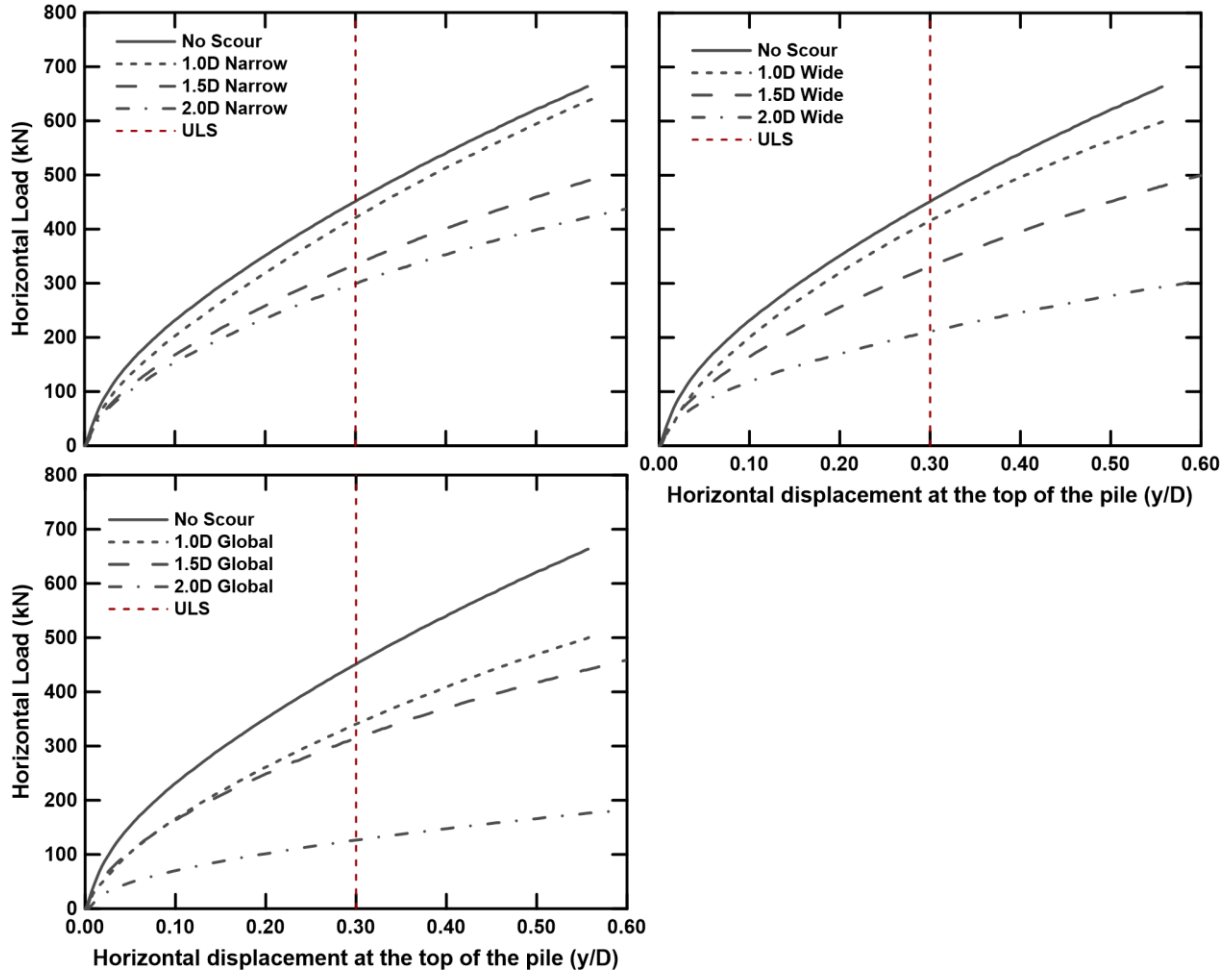 800
700
600
500
400
300
200
100
0
Horizontal Load (kN)
No Scour
1.0D Narrow
1.5D Narrow
2.0D Narrow
ULS
No Scour
1.0D Wide
1.5D Wide
2.0D Wide
ULS
0.00 0.10 0.20 0.30 0.40 0.50 0.60
Horizontal displacement at the top of the pile (y/D)
800
700
600
500
400
300
200
100
0
Horizontal Load (kN)
No Scour
1.0D Global
1.5D Global
2.0D Global
ULS
0.00 0.10 0.20 0.30 0.40 0.50 0.60
Horizontal displacement at the top of the pile (y/D)